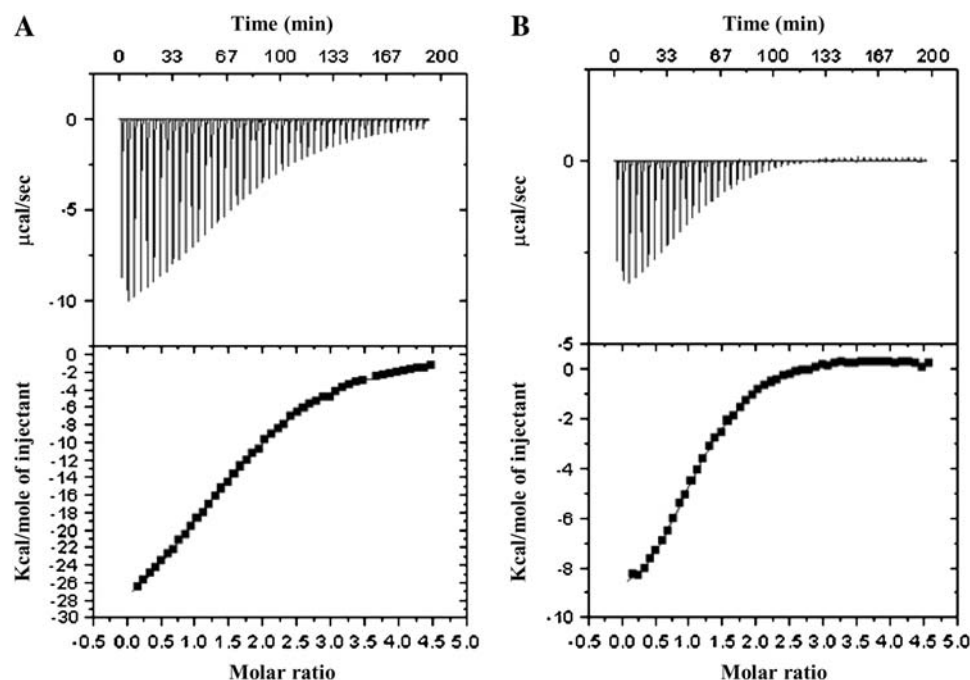 A
Time (min)
0 33 67 100 133 167 200
0
-5
-10
µcal/sec
0
-2
-4
-6
-8
-10
-12
-14
-16
-18
-20
-22
-24
-26
-28
-30
Kcal/mole of injectant
-0.5 0.0 0.5 1.0 1.5 2.0 2.5 3.0 3.5 4.0 4.5 5.0
Molar ratio
B
Time (min)
0 33 67 100 133 167 200
0
-5
µcal/sec
0
-2
-4
-6
-8
-10
Kcal/mole of injectant
-0.5 0.0 0.5 1.0 1.5 2.0 2.5 3.0 3.5 4.0 4.5 5.0
Molar ratio